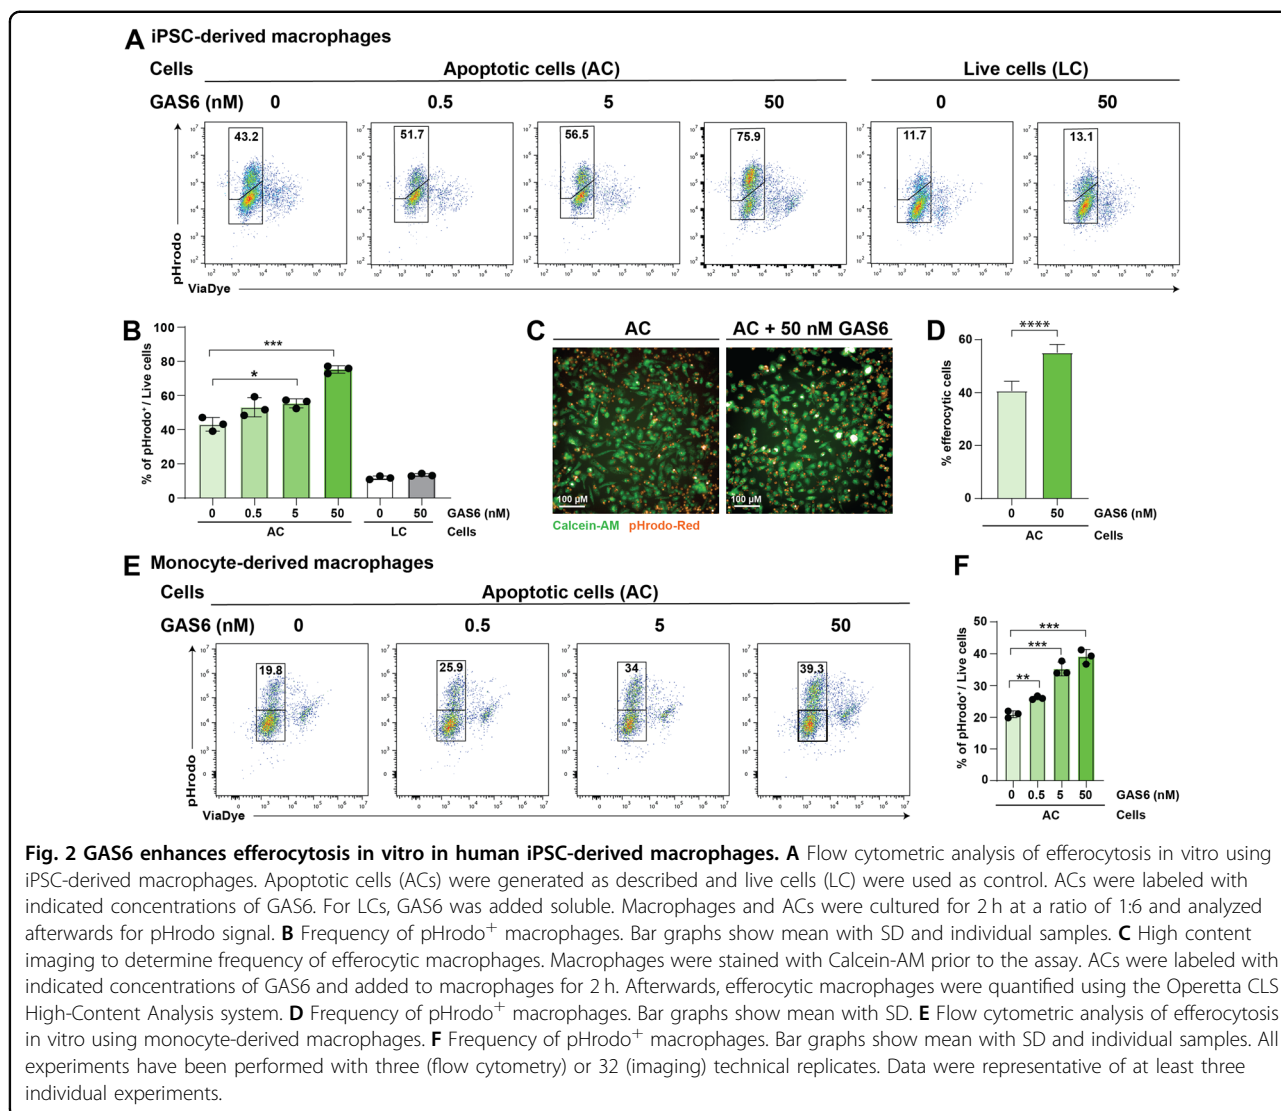 A iPSC-derived macrophages
Cells Apoptotic cells (AC) Live cells (LC)
GAS6 (nM) 0 0.5 5 50 0 50
43.2 51.7 56.5 75.9 11.7 13.1
pHrodo
ViaDye
B
% of pHrodo+ / Live cells
100
80
60
40
20
0
*
***
0 0.5 5 50 0 50 GAS6 (nM)
AC LC Cells
C
AC AC + 50 nM GAS6
100 µM 100 µM
Calcein-AM pHrodo-Red
D
% efferocytic cells
60
40
20
0
****
0 50 GAS6 (nM)
AC Cells
E Monocyte-derived macrophages
Cells Apoptotic cells (AC)
GAS6 (nM) 0 0.5 5 50
19.8 25.9 34 39.3
pHrodo
ViaDye
F
% of pHrodo+ / Live cells
50
40
30
20
10
0
**
***
***
0 0.5 5 50 GAS6 (nM)
AC Cells
Fig. 2 GAS6 enhances efferocytosis in vitro in human iPSC-derived macrophages. A Flow cytometric analysis of efferocytosis in vitro using
iPSC-derived macrophages. Apoptotic cells (ACs) were generated as described and live cells (LC) were used as control. ACs were labeled with
indicated concentrations of GAS6. For LCs, GAS6 was added soluble. Macrophages and ACs were cultured for 2 h at a ratio of 1:6 and analyzed
afterwards for pHrodo signal. B Frequency of pHrodo+ macrophages. Bar graphs show mean with SD and individual samples. C High content
imaging to determine frequency of efferocytic macrophages. Macrophages were stained with Calcein-AM prior to the assay. ACs were labeled with
indicated concentrations of GAS6 and added to macrophages for 2 h. Afterwards, efferocytic macrophages were quantified using the Operetta CLS
High-Content Analysis system. D Frequency of pHrodo+ macrophages. Bar graphs show mean with SD. E Flow cytometric analysis of efferocytosis
in vitro using monocyte-derived macrophages. F Frequency of pHrodo+ macrophages. Bar graphs show mean with SD and individual samples. All
experiments have been performed with three (flow cytometry) or 32 (imaging) technical replicates. Data were representative of at least three
individual experiments.